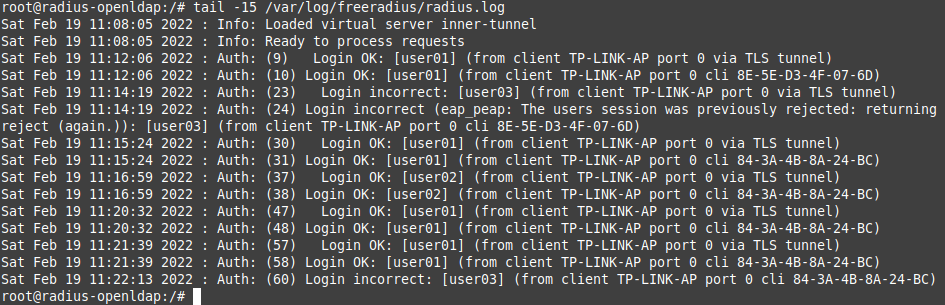 root@radius-openldap:/# tail -15 /var/log/freeradius/radius.log
Sat Feb 19 11:08:05 2022 : Info: Loaded virtual server inner-tunnel
Sat Feb 19 11:08:05 2022 : Info: Ready to process requests
Sat Feb 19 11:12:06 2022 : Auth: (9)   Login OK: [user01] (from client TP-LINK-AP port 0 via TLS tunnel)
Sat Feb 19 11:12:06 2022 : Auth: (10) Login OK: [user01] (from client TP-LINK-AP port 0 cli 8E-5E-D3-4F-07-6D)
Sat Feb 19 11:14:19 2022 : Auth: (23)   Login incorrect: [user03] (from client TP-LINK-AP port 0 via TLS tunnel)
Sat Feb 19 11:14:19 2022 : Auth: (24) Login incorrect (eap_peap: The users session was previously rejected: returning
reject (again.)): [user03] (from client TP-LINK-AP port 0 cli 8E-5E-D3-4F-07-6D)
Sat Feb 19 11:15:24 2022 : Auth: (30)   Login OK: [user01] (from client TP-LINK-AP port 0 via TLS tunnel)
Sat Feb 19 11:15:24 2022 : Auth: (31) Login OK: [user01] (from client TP-LINK-AP port 0 cli 84-3A-4B-8A-24-BC)
Sat Feb 19 11:16:59 2022 : Auth: (37)   Login OK: [user02] (from client TP-LINK-AP port 0 via TLS tunnel)
Sat Feb 19 11:16:59 2022 : Auth: (38) Login OK: [user02] (from client TP-LINK-AP port 0 cli 84-3A-4B-8A-24-BC)
Sat Feb 19 11:20:32 2022 : Auth: (47)   Login OK: [user01] (from client TP-LINK-AP port 0 via TLS tunnel)
Sat Feb 19 11:20:32 2022 : Auth: (48) Login OK: [user01] (from client TP-LINK-AP port 0 cli 84-3A-4B-8A-24-BC)
Sat Feb 19 11:21:39 2022 : Auth: (57)   Login OK: [user01] (from client TP-LINK-AP port 0 via TLS tunnel)
Sat Feb 19 11:21:39 2022 : Auth: (58) Login OK: [user01] (from client TP-LINK-AP port 0 cli 84-3A-4B-8A-24-BC)
Sat Feb 19 11:22:13 2022 : Auth: (60) Login incorrect: [user03] (from client TP-LINK-AP port 0 cli 84-3A-4B-8A-24-BC)
root@radius-openldap:/#